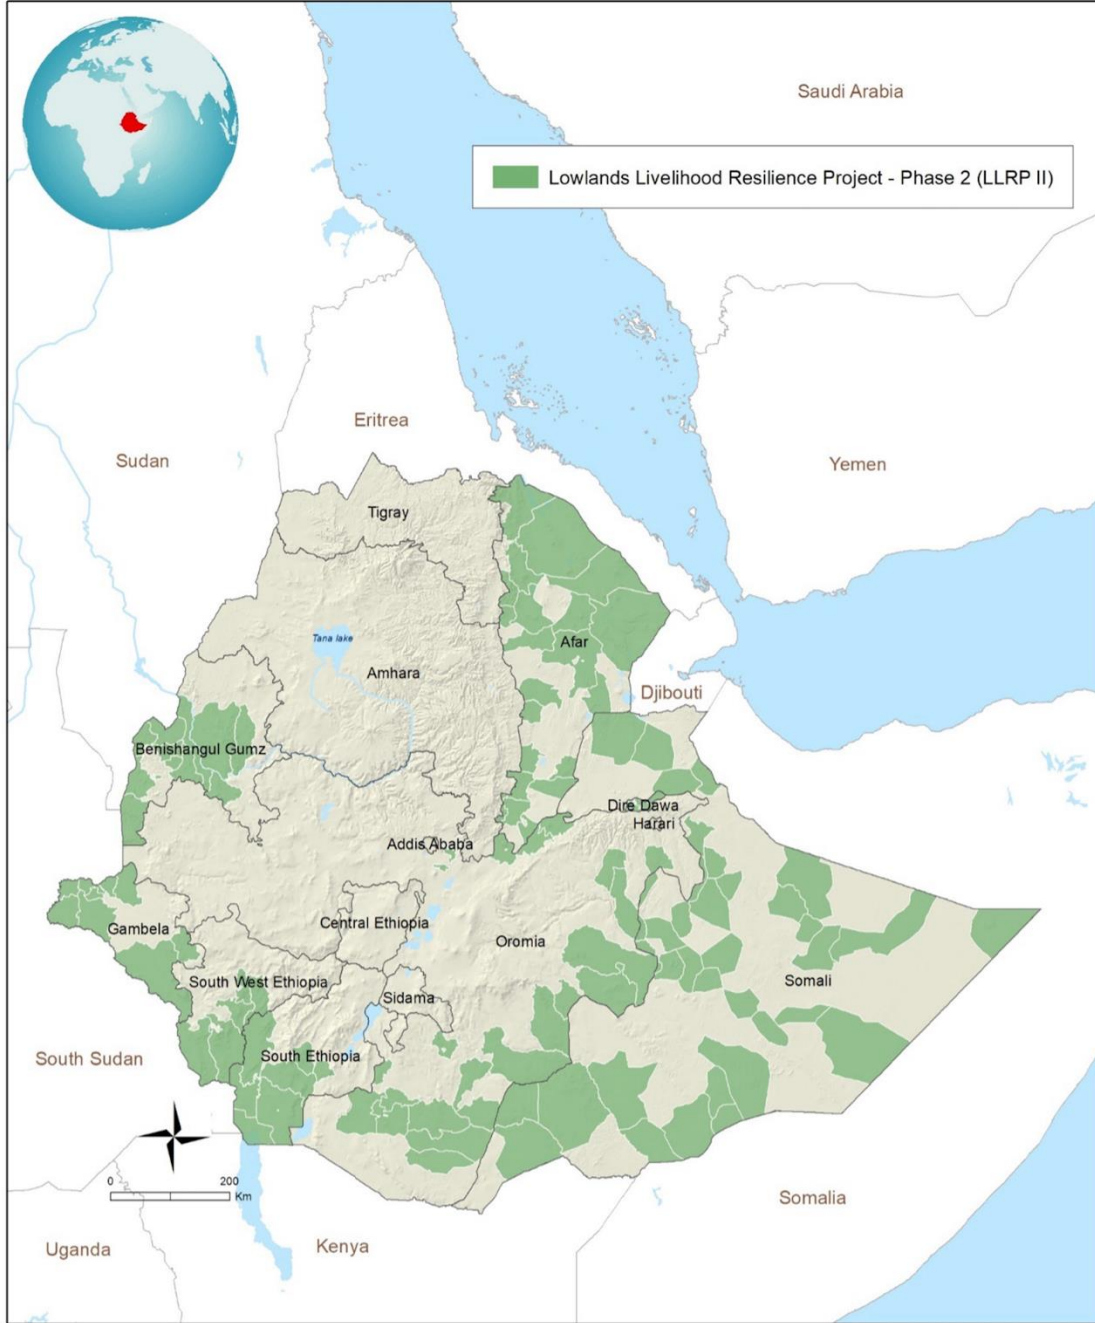 Saudi Arabia
Lowlands Livelihood Resilience Project - Phase 2 (LLRP II)
Eritrea
Sudan
Yemen
Tigray
Tana lake
Afar
Amhara
Djibouti
Benishangul Gumz
Dire Dawa
Harari
Addis Ababa
Central Ethiopia
Gambela
Oromia
South West Ethiopia
Somali
Sidama
South Sudan
South Ethiopia
0 200
Km
Somalia
Uganda
Kenya